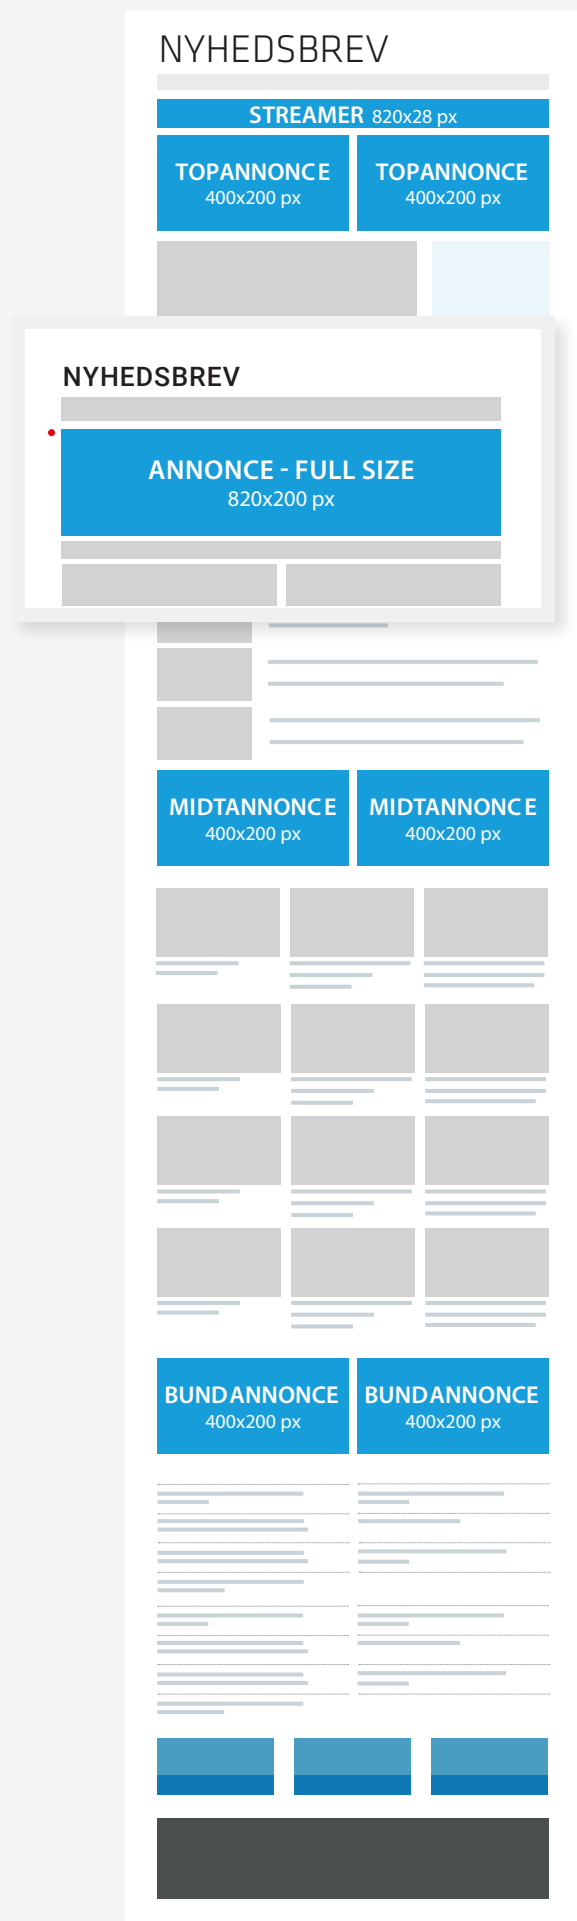 NYHEDSBREV
STREAMER 820x28 px
TOPANNONCE
400x200 px
TOPANNONCE
400x200 px
NYHEDSBREV
ANNONCE - FULL SIZE
820x200 px
MIDTANNONCE
400x200 px
MIDTANNONCE
400x200 px
BUNDANNONCE
400x200 px
BUNDANNONCE
400x200 px